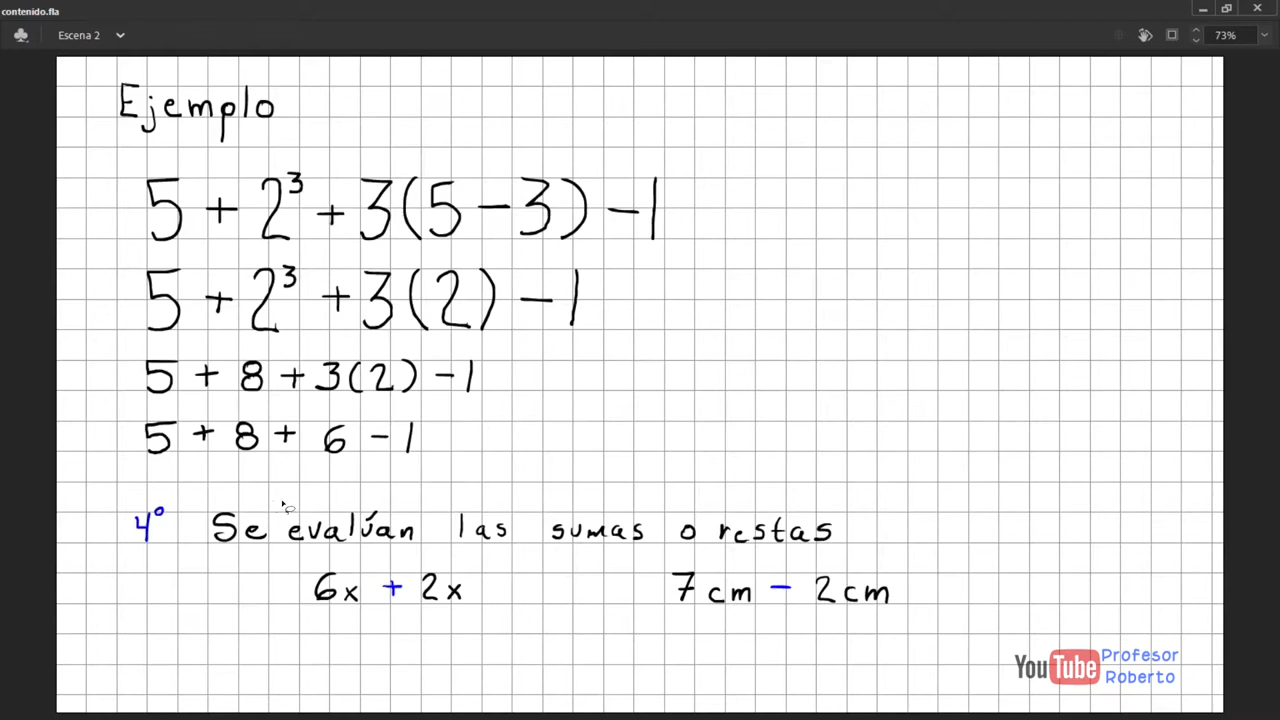 contenido.fla
Escena 2
73%
Ejemplo
5 + 2³ + 3(5 - 3) - 1
5 + 2³ + 3(2) - 1
5 + 8 + 3(2) - 1
5 + 8 + 6 - 1
4° Se evalúan las sumas o restas
6x + 2x 7cm - 2cm
YouTube Profesor
Roberto